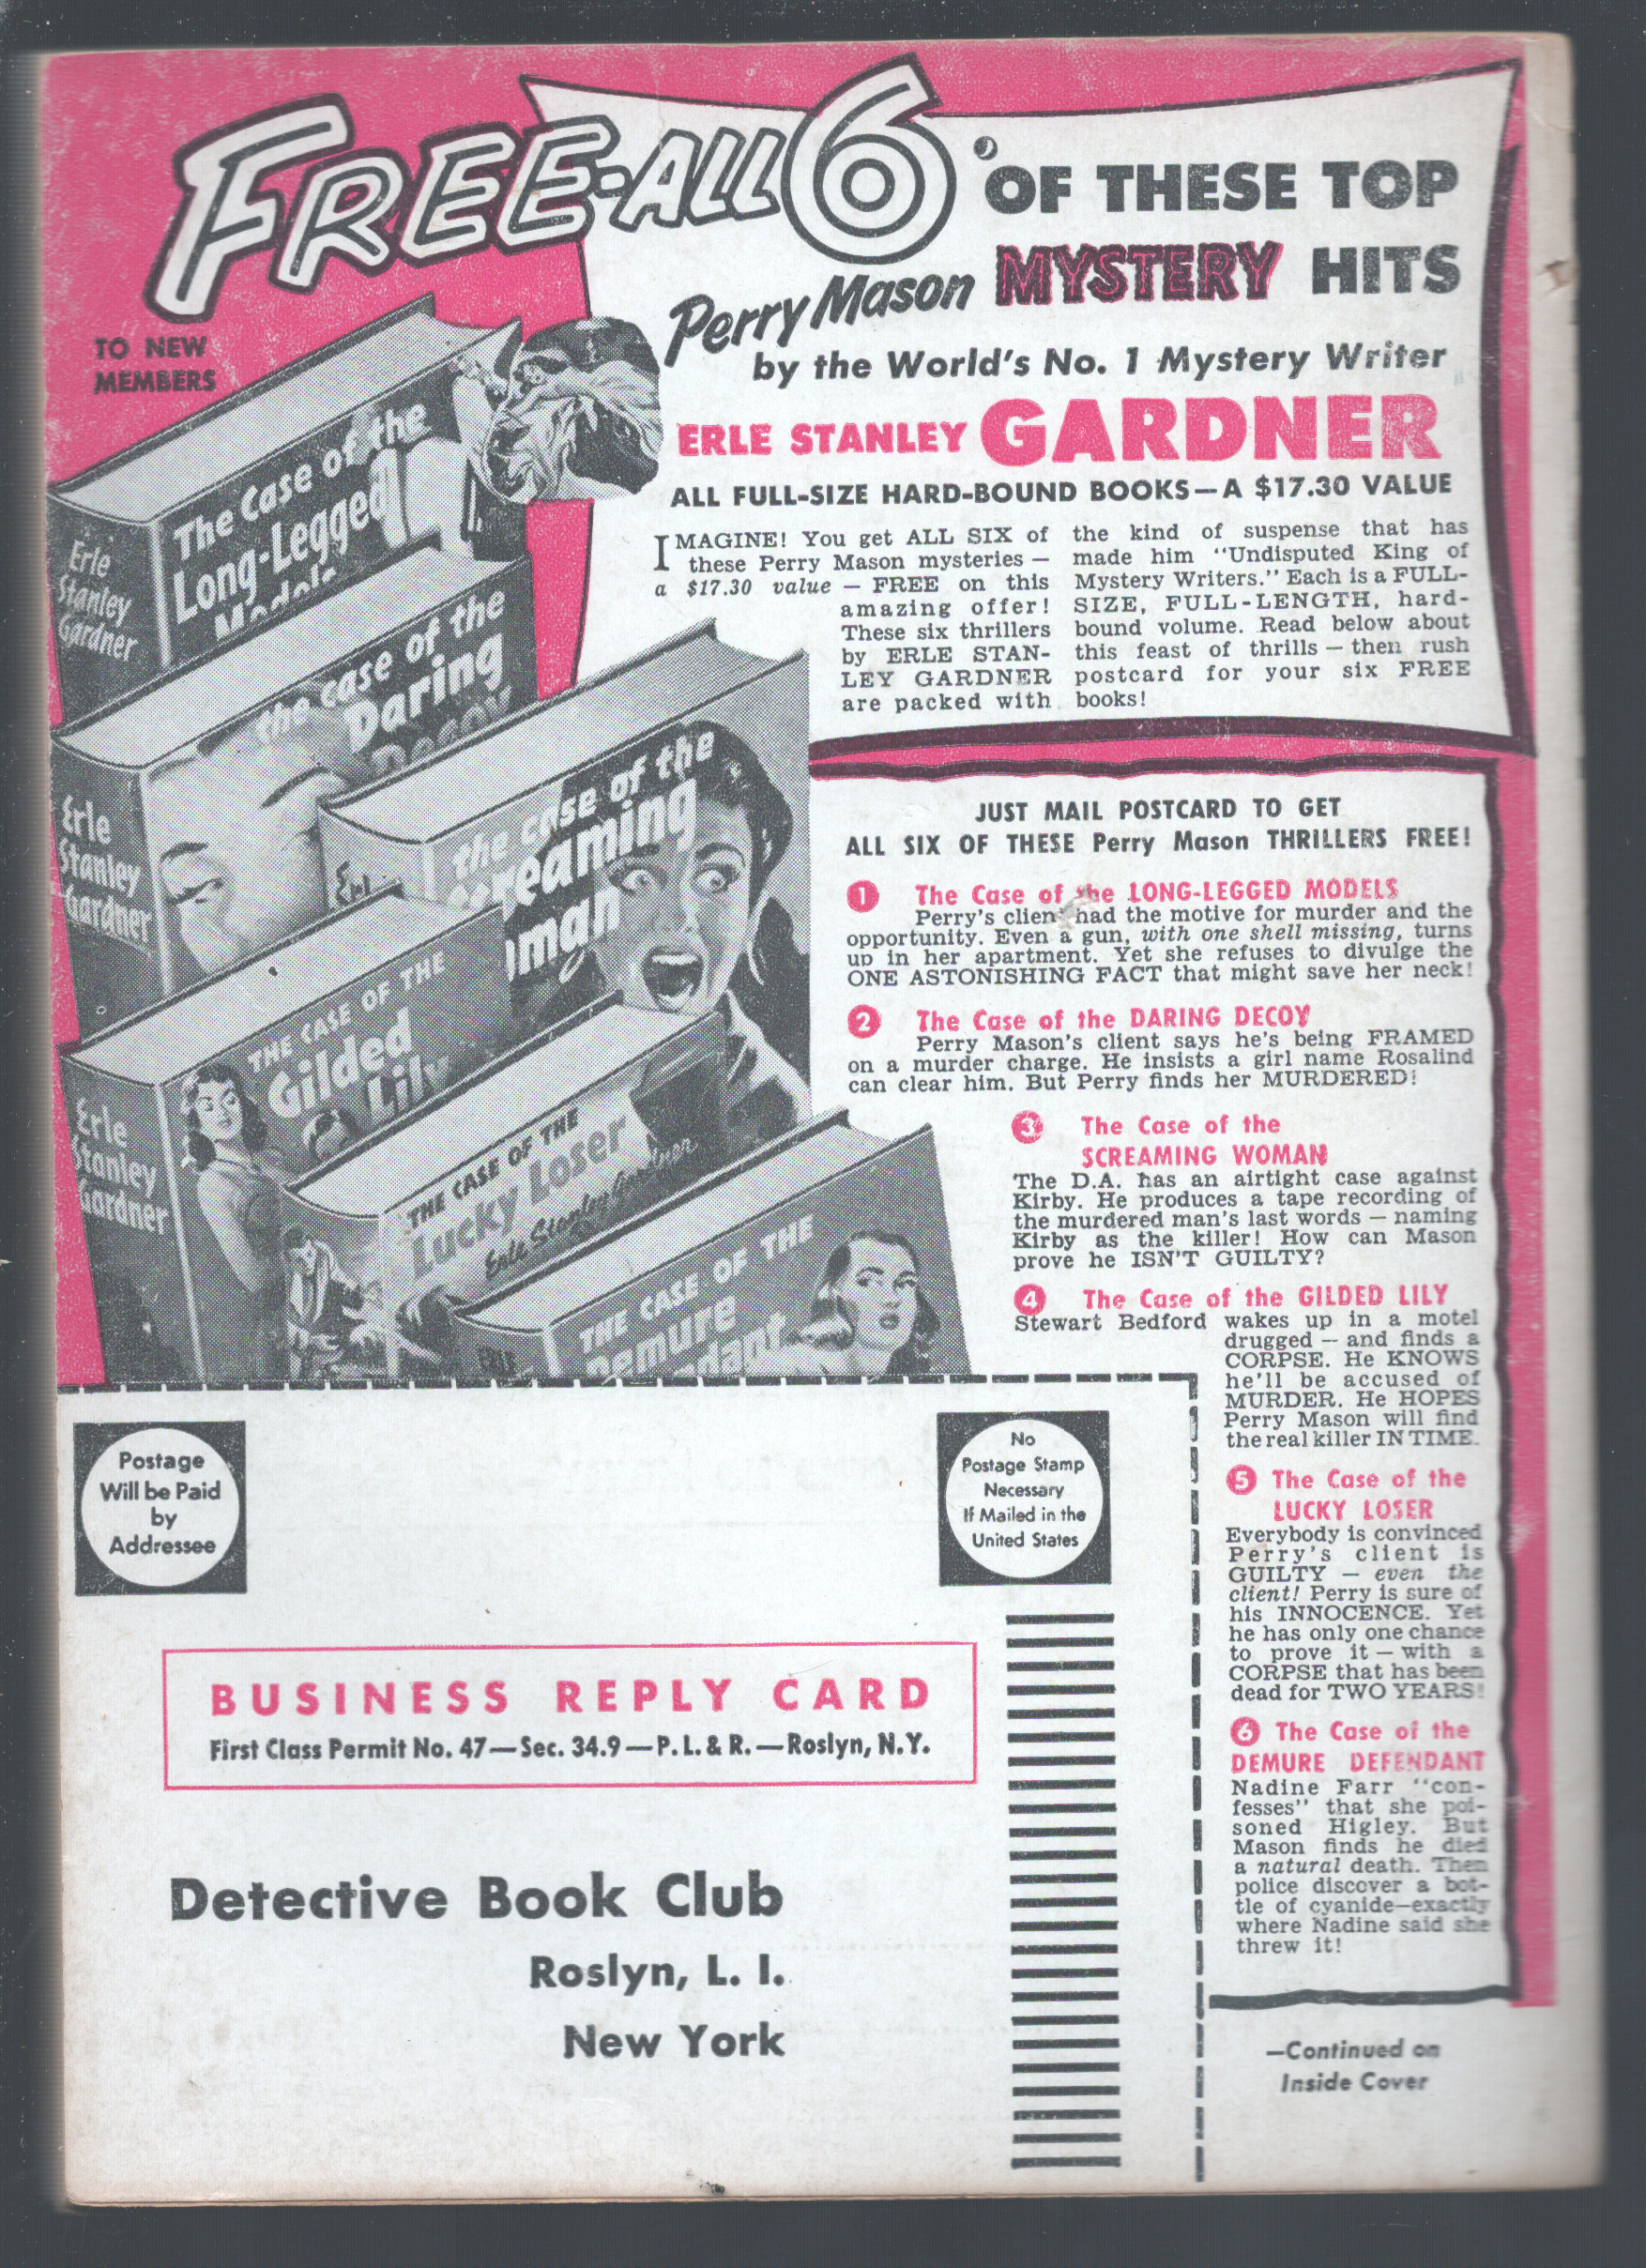 FREE-ALL 6 OF THESE TOP
Perry Mason MYSTERY HITS
TO NEW
MEMBERS
by the World's No. 1 Mystery Writer
ERLE STANLEY GARDNER
ALL FULL-SIZE HARD-BOUND BOOKS—A $17.30 VALUE
IMAGINE! You get ALL SIX of
these Perry Mason mysteries —
a $17.30 value — FREE on this
amazing offer!
These six thrillers
by ERLE STAN-
LEY GARDNER
are packed with
the kind of suspense that has
made him "Undisputed King of
Mystery Writers." Each is a FULL-
SIZE, FULL-LENGTH, hard-
bound volume. Read below about
this feast of thrills — then rush
postcard for your six FREE
books!
The Case of the
Long-Legged
Models
Erle
Stanley
Gardner
the case of the
Daring
Decoy
Erle
Stanley
Gardner
the case of the
Screaming
Woman
THE CASE OF THE
Gilded
Lily
Erle
Stanley
Gardner
THE CASE OF THE
Lucky Loser
Erle Stanley Gardner
THE CASE OF THE
Demure
Defendant
ERLE
JUST MAIL POSTCARD TO GET
ALL SIX OF THESE Perry Mason THRILLERS FREE!
1 The Case of the LONG-LEGGED MODELS
Perry's client had the motive for murder and the
opportunity. Even a gun, with one shell missing, turns
up in her apartment. Yet she refuses to divulge the
ONE ASTONISHING FACT that might save her neck!
2 The Case of the DARING DECOY
Perry Mason's client says he's being FRAMED
on a murder charge. He insists a girl name Rosalind
can clear him. But Perry finds her MURDERED!
3 The Case of the
SCREAMING WOMAN
The D.A. has an airtight case against
Kirby. He produces a tape recording of
the murdered man's last words — naming
Kirby as the killer! How can Mason
prove he ISN'T GUILTY?
4 The Case of the GILDED LILY
Stewart Bedford wakes up in a motel
drugged — and finds a
CORPSE. He KNOWS
he'll be accused of
MURDER. He HOPES
Perry Mason will find
the real killer IN TIME.
5 The Case of the
LUCKY LOSER
Everybody is convinced
Perry's client is
GUILTY — even the
client! Perry is sure of
his INNOCENCE. Yet
he has only one chance
to prove it — with a
CORPSE that has been
dead for TWO YEARS!
6 The Case of the
DEMURE DEFENDANT
Nadine Farr "con-
fesses" that she poi-
soned Higley. But
Mason finds he died
a natural death. Then
police discover a bot-
tle of cyanide—exactly
where Nadine said she
threw it!
—Continued on
Inside Cover
Postage
Will be Paid
by
Addressee
No
Postage Stamp
Necessary
If Mailed in the
United States
BUSINESS REPLY CARD
First Class Permit No. 47—Sec. 34.9—P.L.& R.—Roslyn, N.Y.
Detective Book Club
Roslyn, L. I.
New York